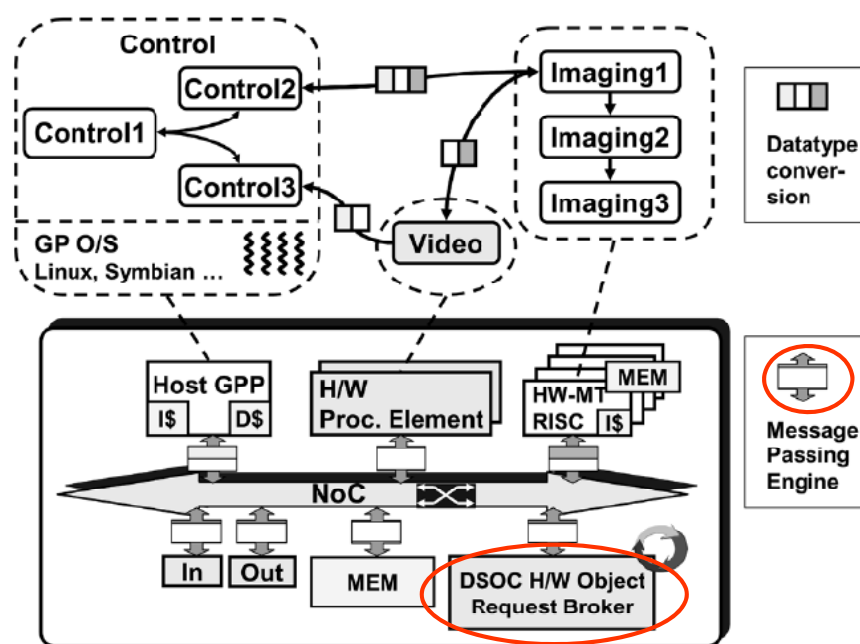 Control
Control2
Control1
Control3
GP O/S
Linux, Symbian ...
Video
Imaging1
Imaging2
Imaging3
Datatype
conver-
sion
Host GPP
I$
D$
H/W
Proc. Element
HW-MT
RISC
I$
MEM
NoC
In
Out
MEM
DSOC H/W Object
Request Broker
Message
Passing
Engine